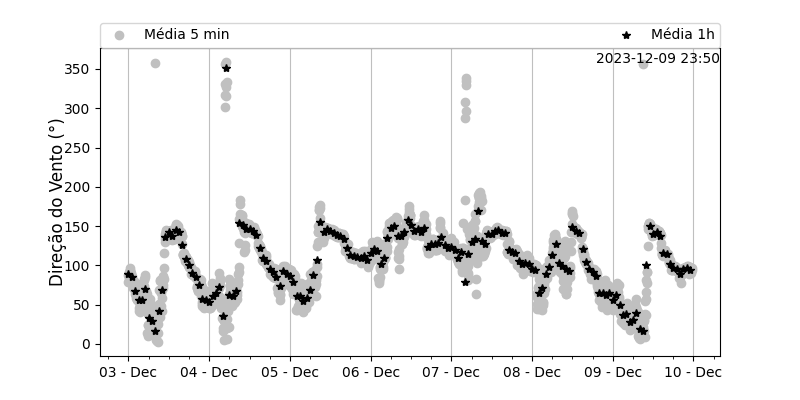 Média 5 min
Média 1h
2023-12-09 23:50
Direção do Vento (°)
350
300
250
200
150
100
50
0
03 - Dec
04 - Dec
05 - Dec
06 - Dec
07 - Dec
08 - Dec
09 - Dec
10 - Dec